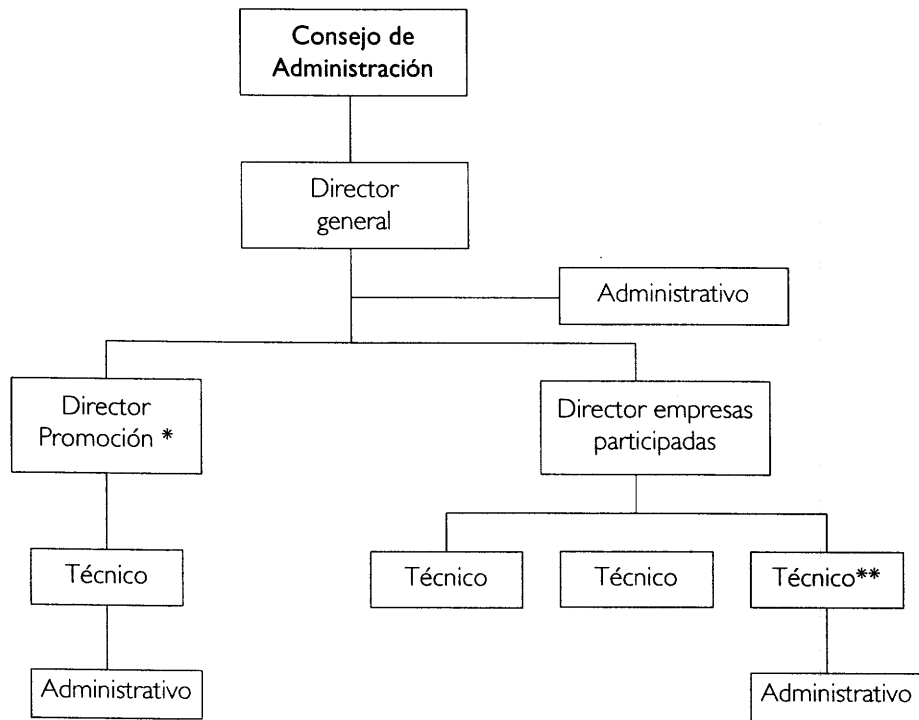 Consejo de
Administración
Director
general
Administrativo
Director
Promoción *
Director empresas
participadas
Técnico
Técnico
Técnico
Técnico**
Administrativo
Administrativo